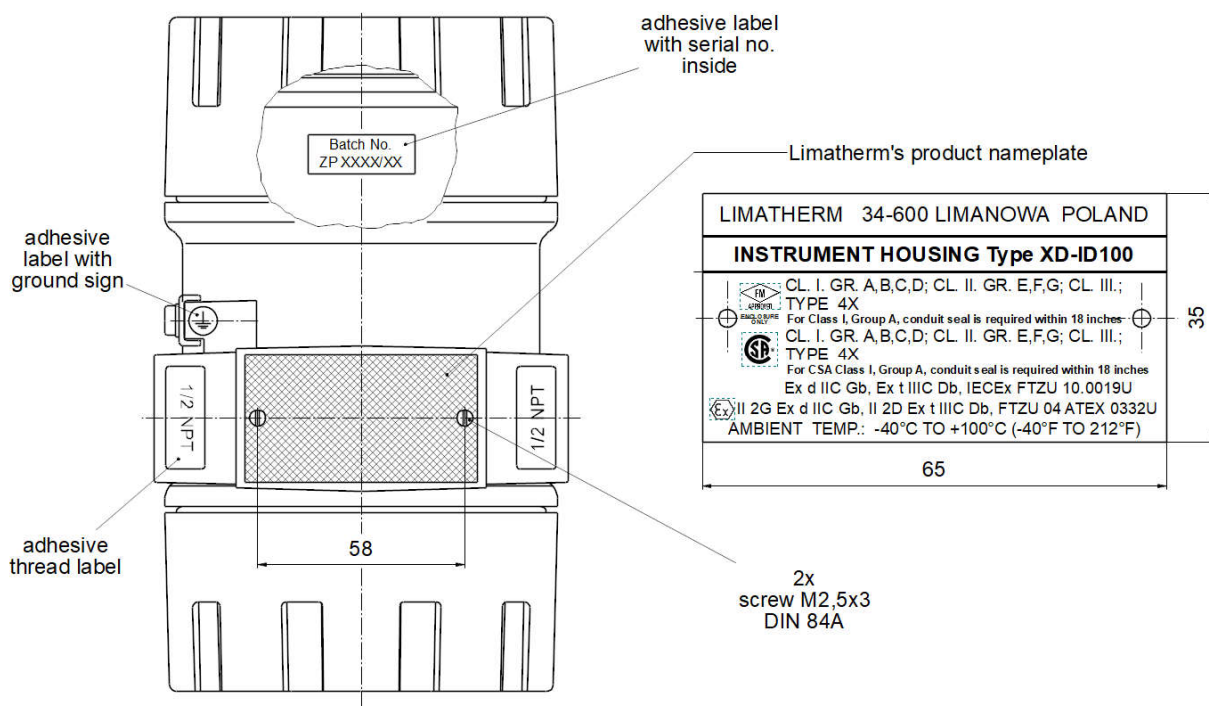 adhesive label
with serial no.
inside
Batch No.
ZP XXXX/XX
Limatherm's product nameplate
adhesive
label with
ground sign
LIMATHERM 34-600 LIMANOWA POLAND
INSTRUMENT HOUSING Type XD-ID100
FM
APPROVED
ENCLOSURE
ONLY
CL. I. GR. A,B,C,D; CL. II. GR. E,F,G; CL. III.;
TYPE 4X
For Class I, Group A, conduit seal is required within 18 inches
SA
CL. I. GR. A,B,C,D; CL. II. GR. E,F,G; CL. III.;
TYPE 4X
For CSA Class I, Group A, conduit seal is required within 18 inches
Ex d IIC Gb, Ex t IIIC Db, IECEx FTZU 10.0019U
Ex II 2G Ex d IIC Gb, II 2D Ex t IIIC Db, FTZU 04 ATEX 0332U
AMBIENT TEMP.: -40°C TO +100°C (-40°F TO 212°F)
35
65
1/2 NPT
1/2 NPT
58
adhesive
thread label
2x
screw M2,5x3
DIN 84A